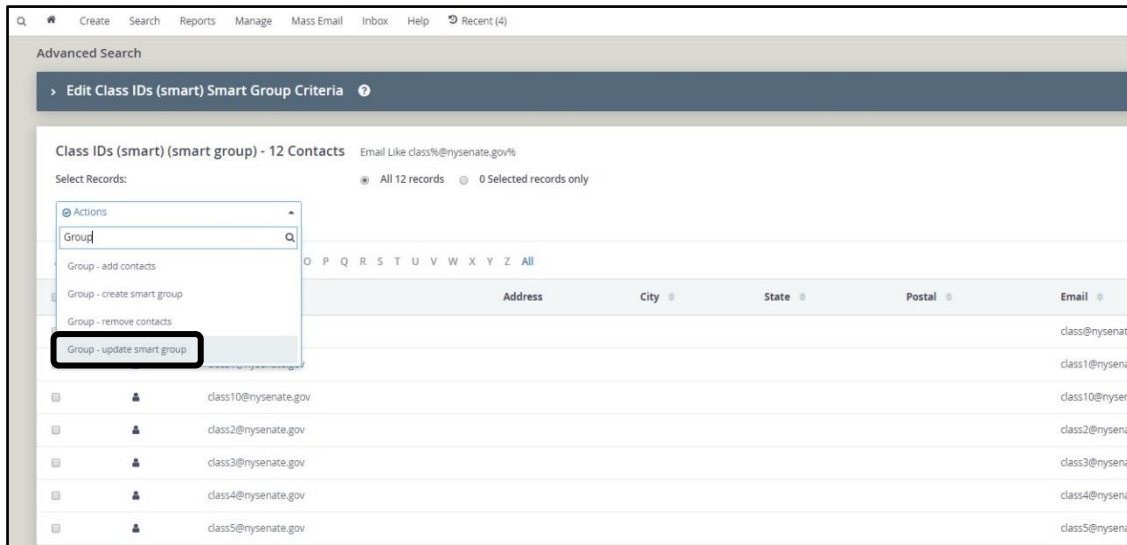 Create Search Reports Manage Mass Email Inbox Help Recent (4)
Advanced Search
› Edit Class IDs (smart) Smart Group Criteria ?
Class IDs (smart) (smart group) - 12 Contacts Email Like class%@nysenate.gov%
Select Records: All 12 records 0 Selected records only
Actions
Group
O P Q R S T U V W X Y Z All
Group - add contacts
Group - create smart group
Address City State Postal Email
Group - remove contacts
class@nysenat
Group - update smart group
class1@nysena
class10@nysenate.gov class10@nysen
class2@nysenate.gov class2@nysena
class3@nysenate.gov class3@nysena
class4@nysenate.gov class4@nysena
class5@nysenate.gov class5@nysena